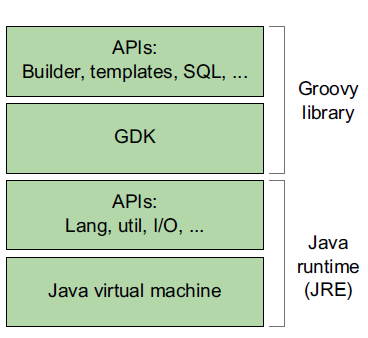 APIs:
Builder, templates, SQL, ...
GDK
Groovy
library
APIs:
Lang, util, I/O, ...
Java virtual machine
Java
runtime
(JRE)